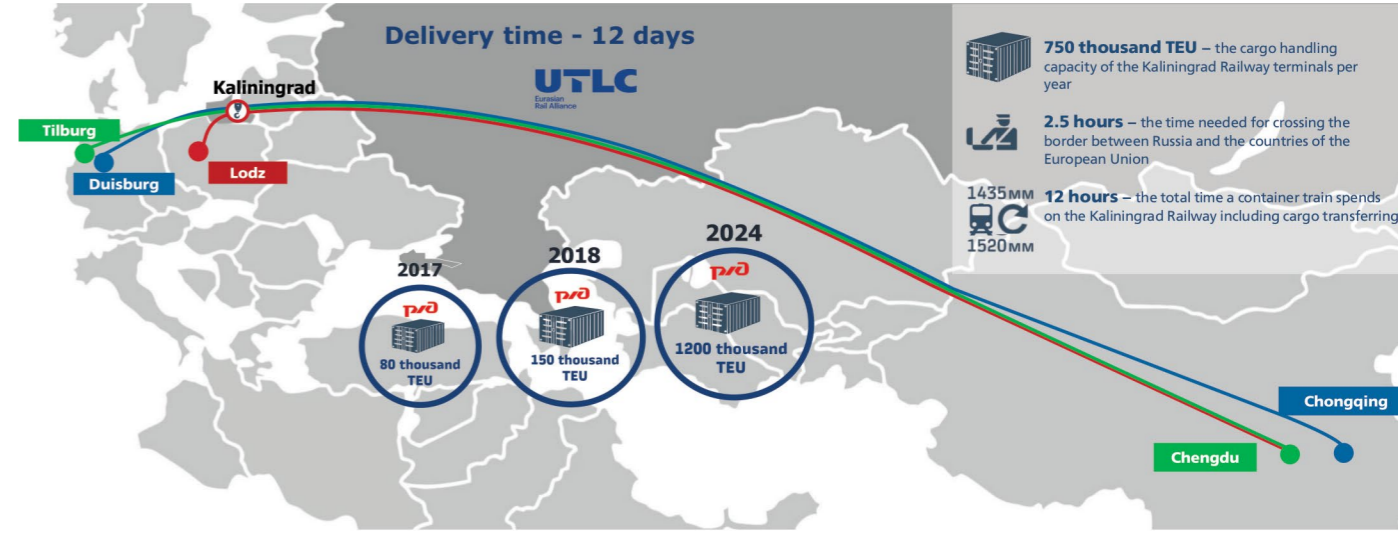 Delivery time - 12 days
UTLC
Eurasian
Rail Alliance
750 thousand TEU – the cargo handling
capacity of the Kaliningrad Railway terminals per
year
2.5 hours – the time needed for crossing the
border between Russia and the countries of the
European Union
1435мм
1520мм
12 hours – the total time a container train spends
on the Kaliningrad Railway including cargo transferring
Kaliningrad
Tilburg
Duisburg
Lodz
2017
pжд
80 thousand
TEU
2018
pжд
150 thousand
TEU
2024
pжд
1200 thousand
TEU
Chongqing
Chengdu